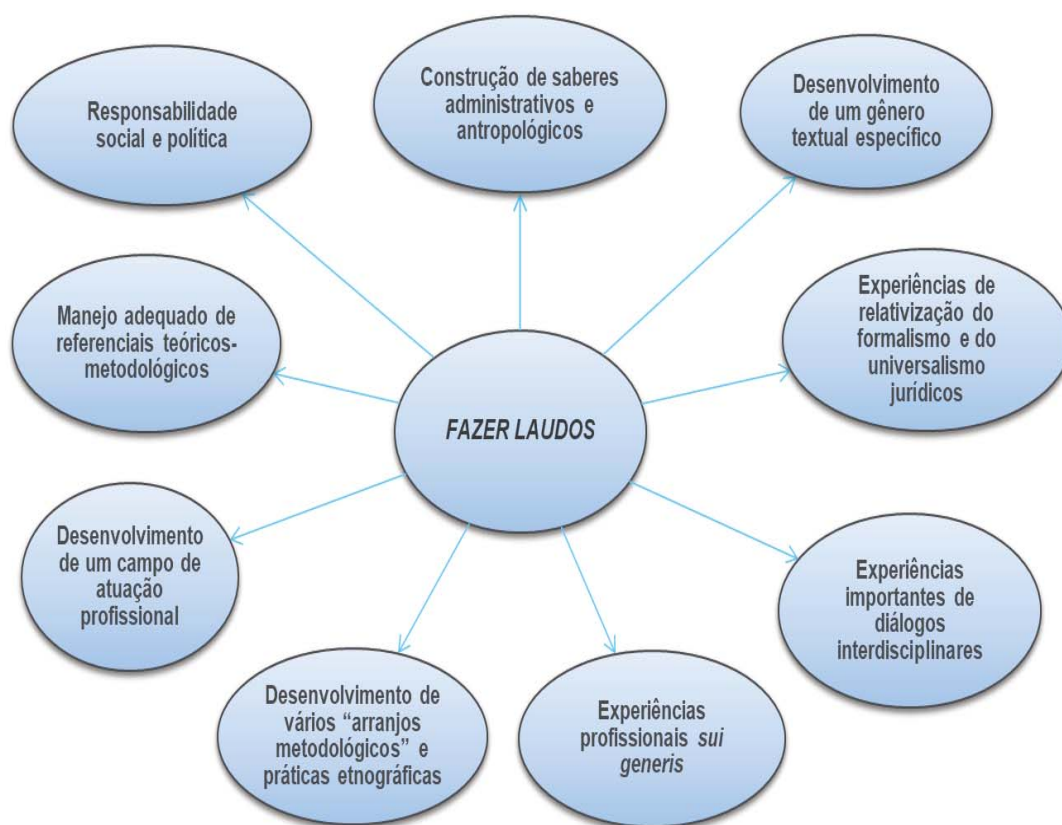 Responsabilidade
social e política
Construção de saberes
administrativos e
antropológicos
Desenvolvimento
de um gênero
textual específico
Manejo adequado de
referenciais teóricos-
metodológicos
FAZER LAUDOS
Experiências de
relativização do
formalismo e do
universalismo
jurídicos
Desenvolvimento
de um campo de
atuação
profissional
Experiências
importantes de
diálogos
interdisciplinares
Desenvolvimento de
vários “arranjos
metodológicos” e
práticas etnográficas
Experiências
profissionais sui
generis